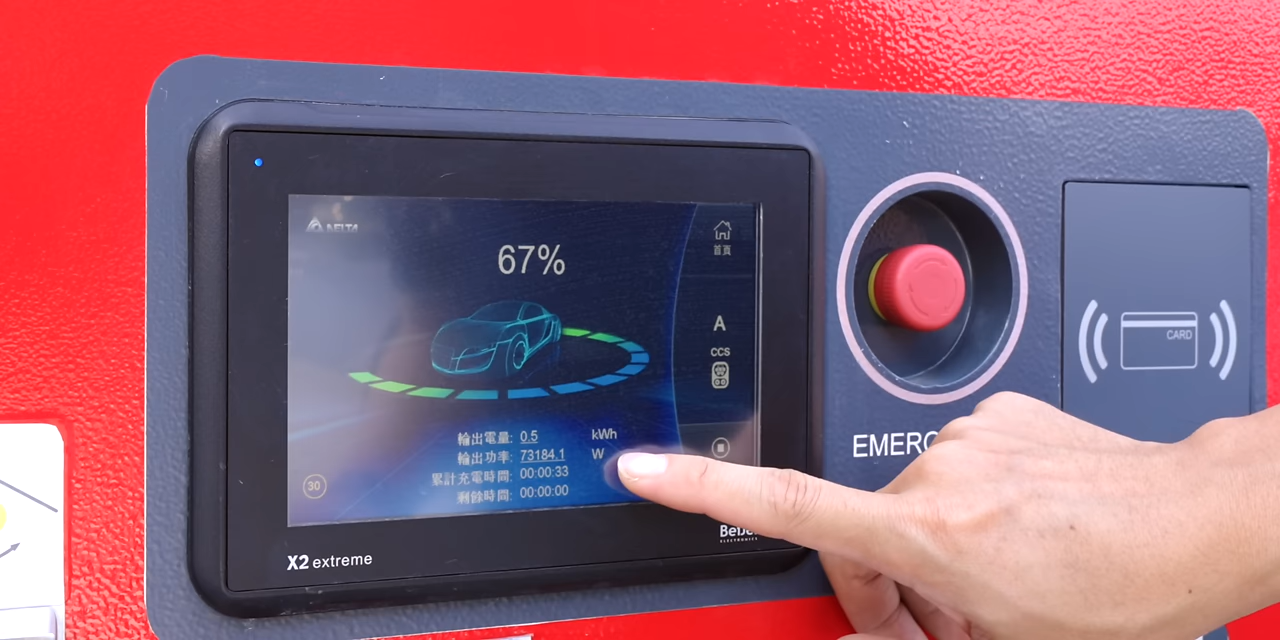 DELTA
67%
首頁
A
CCS
輸出電量: 0.5 kWh
輸出功率: 73184.1 W
累計充電時間: 00:00:33
剩餘時間: 00:00:00
30
X2 extreme
ELECTRONICS
EMERG
CARD